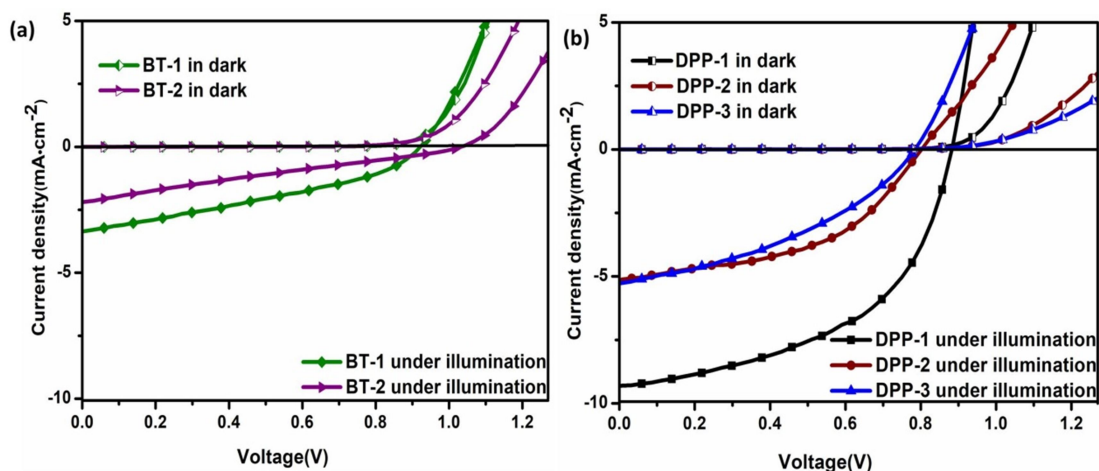 (a)
5
BT-1 in dark
BT-2 in dark
0
-5
BT-1 under illumination
BT-2 under illumination
-10
0.0 0.2 0.4 0.6 0.8 1.0 1.2
Voltage(V)
Current density(mA·cm⁻²)
(b)
5
DPP-1 in dark
DPP-2 in dark
DPP-3 in dark
0
-5
DPP-1 under illumination
DPP-2 under illumination
DPP-3 under illumination
-10
0.0 0.2 0.4 0.6 0.8 1.0 1.2
Voltage(V)
Current density(mA·cm⁻²)